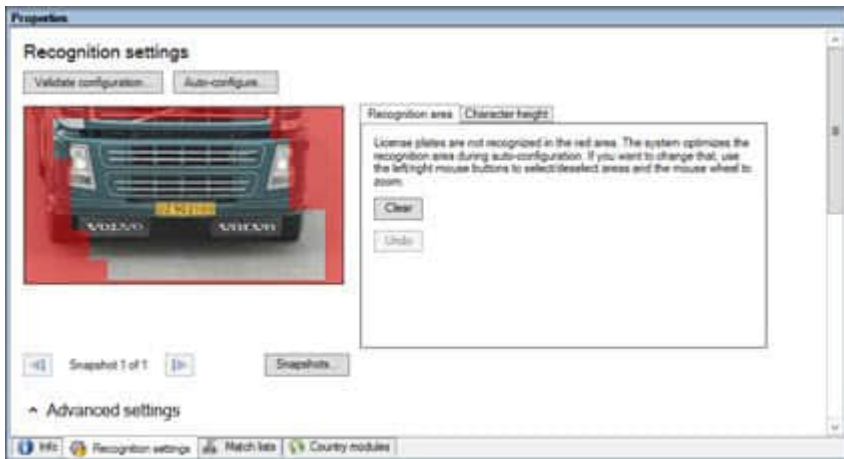 Properties
Recognition settings
Validate configuration...
Auto-configure...
Recognition area
Character height
License plates are not recognized in the red area. The system optimizes the
recognition area during auto-configuration. If you want to change that, use
the left/right mouse buttons to select/deselect areas and the mouse wheel to
zoom.
Clear
Undo
VOLVO
VOLVO
Snapshot 1 of 1
Snapshots...
Advanced settings
Info
Recognition settings
Match lists
Country modules